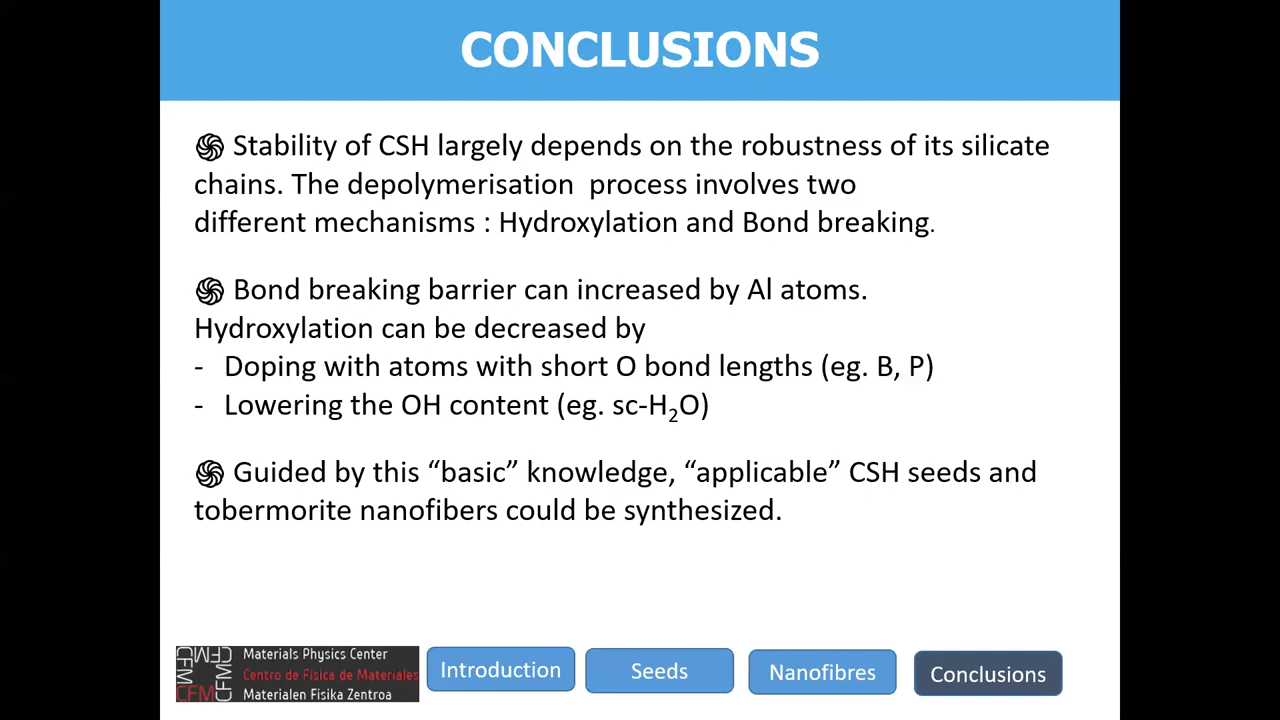 CONCLUSIONS
Stability of CSH largely depends on the robustness of its silicate
chains. The depolymerisation process involves two
different mechanisms : Hydroxylation and Bond breaking.
Bond breaking barrier can increased by Al atoms.
Hydroxylation can be decreased by
- Doping with atoms with short O bond lengths (eg. B, P)
- Lowering the OH content (eg. sc-H₂O)
Guided by this “basic” knowledge, “applicable” CSH seeds and
tobermorite nanofibers could be synthesized.
CFM CFM CFM CFM
Materials Physics Center
Centro de Física de Materiales
Materialen Fisika Zentroa
Introduction
Seeds
Nanofibres
Conclusions